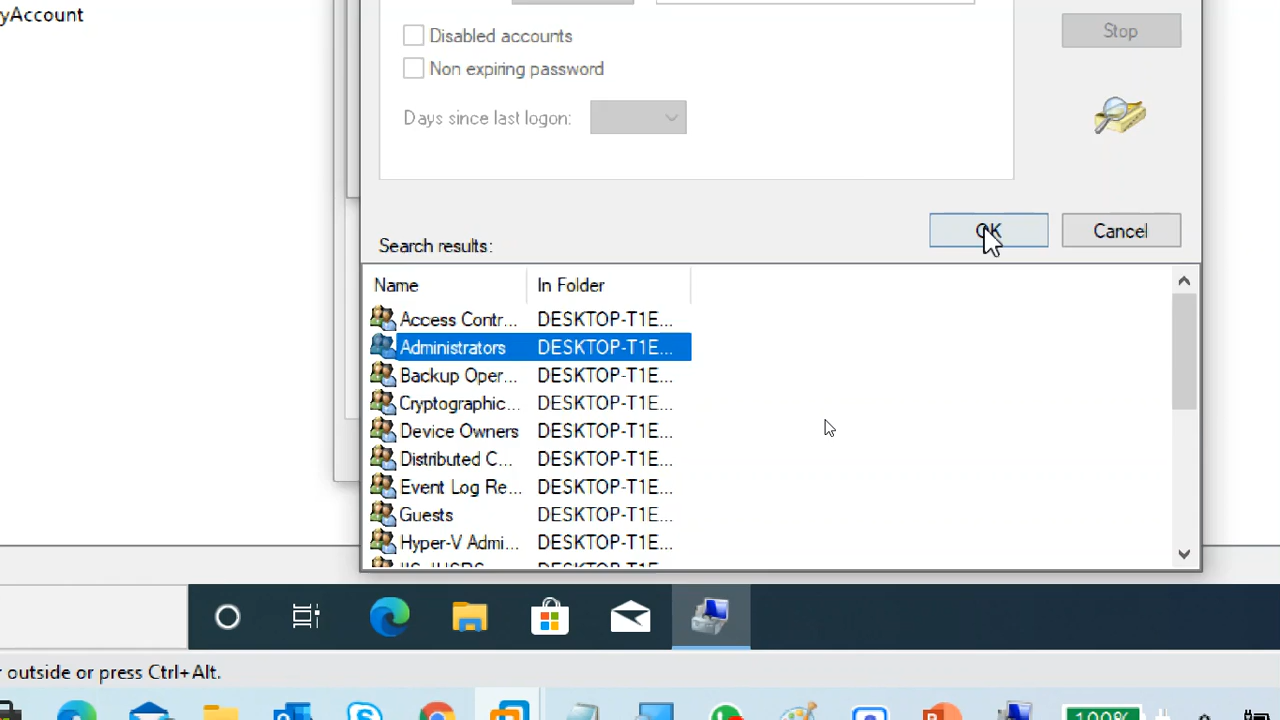 yAccount
Disabled accounts
Stop
Non expiring password
Days since last logon:
OK
Cancel
Search results:
Name In Folder
Access Contr... DESKTOP-T1E...
Administrators DESKTOP-T1E...
Backup Oper... DESKTOP-T1E...
Cryptographic... DESKTOP-T1E...
Device Owners DESKTOP-T1E...
Distributed C... DESKTOP-T1E...
Event Log Re... DESKTOP-T1E...
Guests DESKTOP-T1E...
Hyper-V Admi... DESKTOP-T1E...
r outside or press Ctrl+Alt.
100%